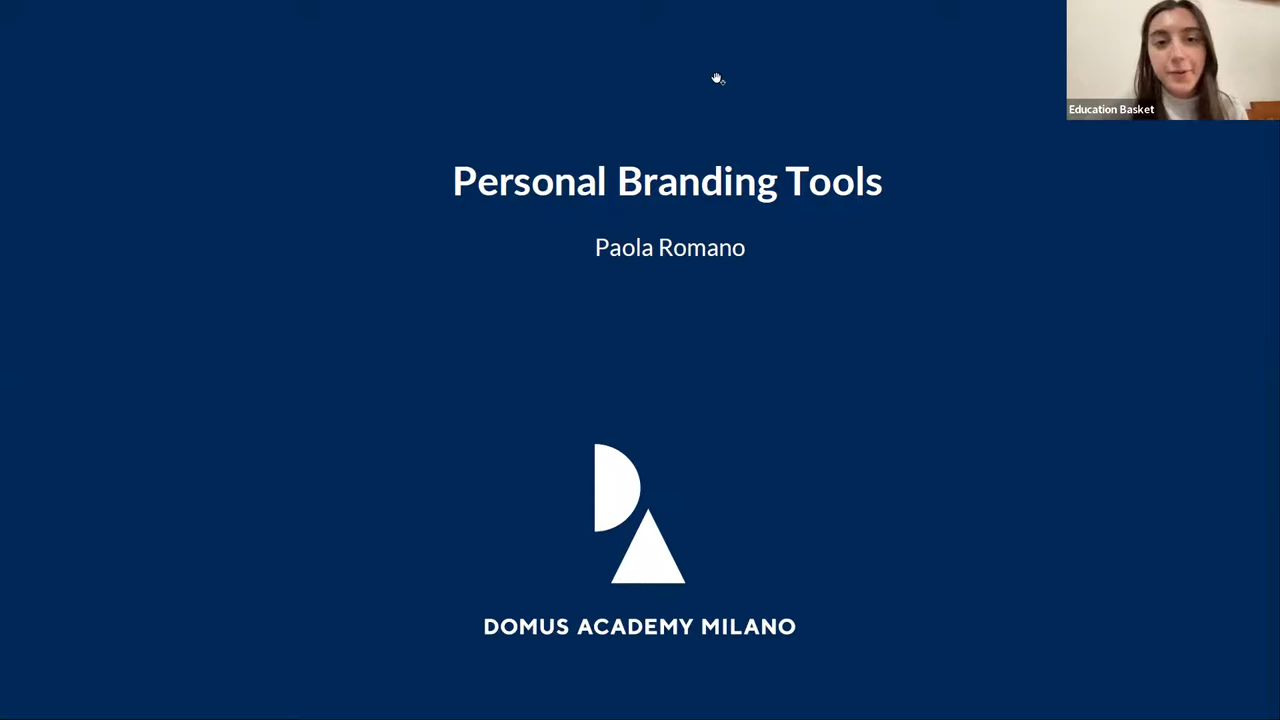 Education Basket
Personal Branding Tools
Paola Romano
DOMUS ACADEMY MILANO